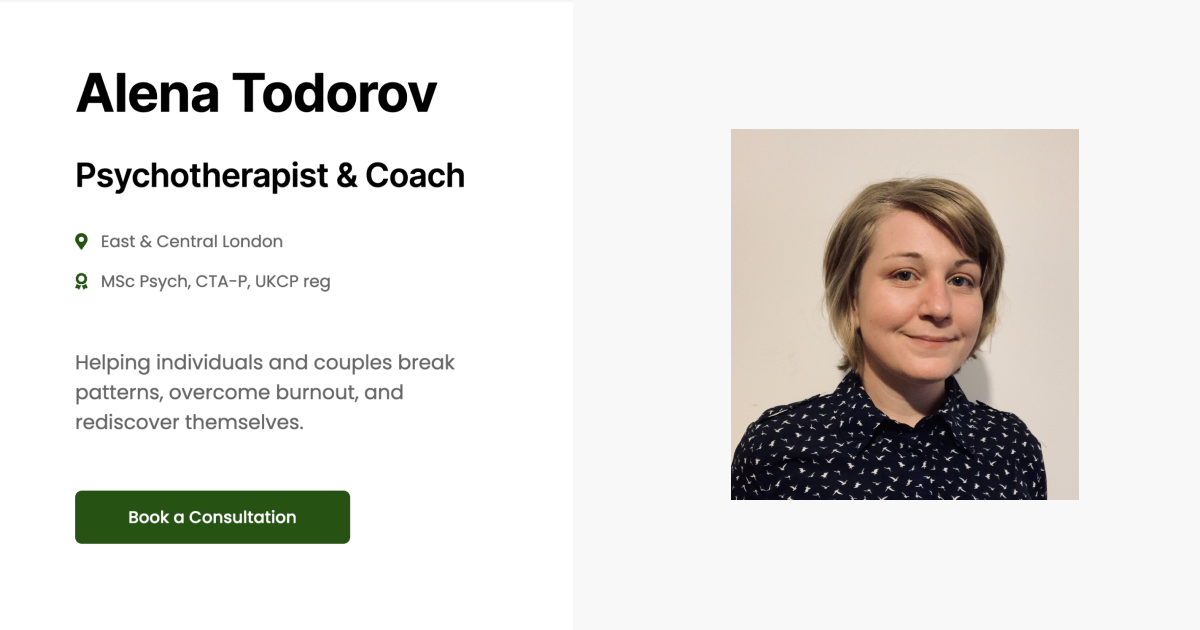 Alena Todorov
Psychotherapist & Coach
East & Central London
MSc Psych, CTA-P, UKCP reg
Helping individuals and couples break
patterns, overcome burnout, and
rediscover themselves.
Book a Consultation